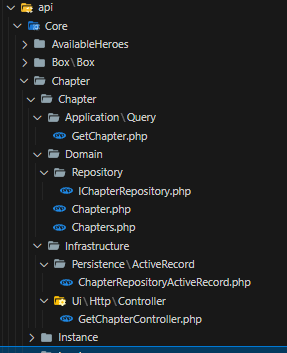 api
Core
AvailableHeroes
Box\Box
Chapter
Chapter
Application\Query
GetChapter.php
Domain
Repository
IChapterRepository.php
Chapter.php
Chapters.php
Infrastructure
Persistence\ActiveRecord
ChapterRepositoryActiveRecord.php
Ui\Http\Controller
GetChapterController.php
Instance